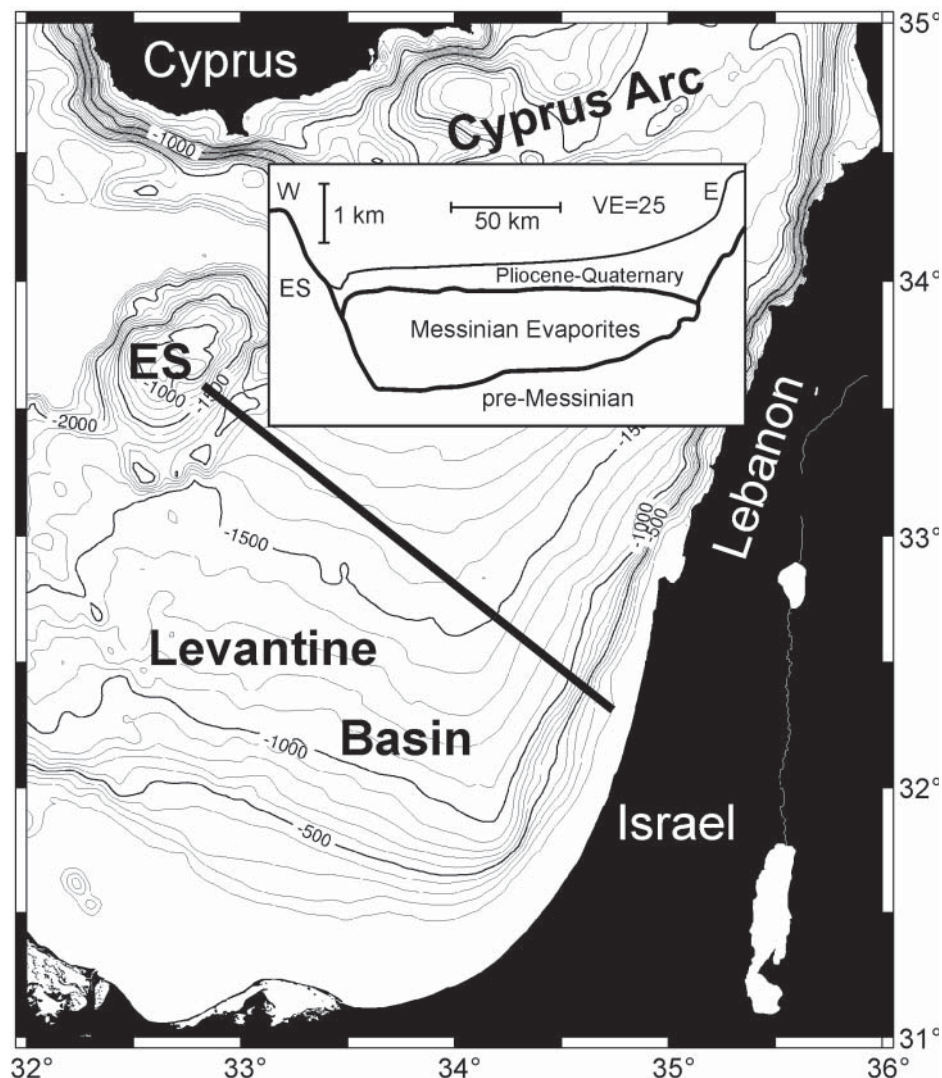 Cyprus
Cyprus Arc
-1000
W
1 km
50 km
VE=25
E
ES
Pliocene-Quaternary
Messinian Evaporites
pre-Messinian
ES
-1000
-2000
-1500
-1000
-500
Lebanon
-1500
Levantine
Basin
-1000
-500
Israel
35°
34°
33°
32°
31°
32°
33°
34°
35°
36°